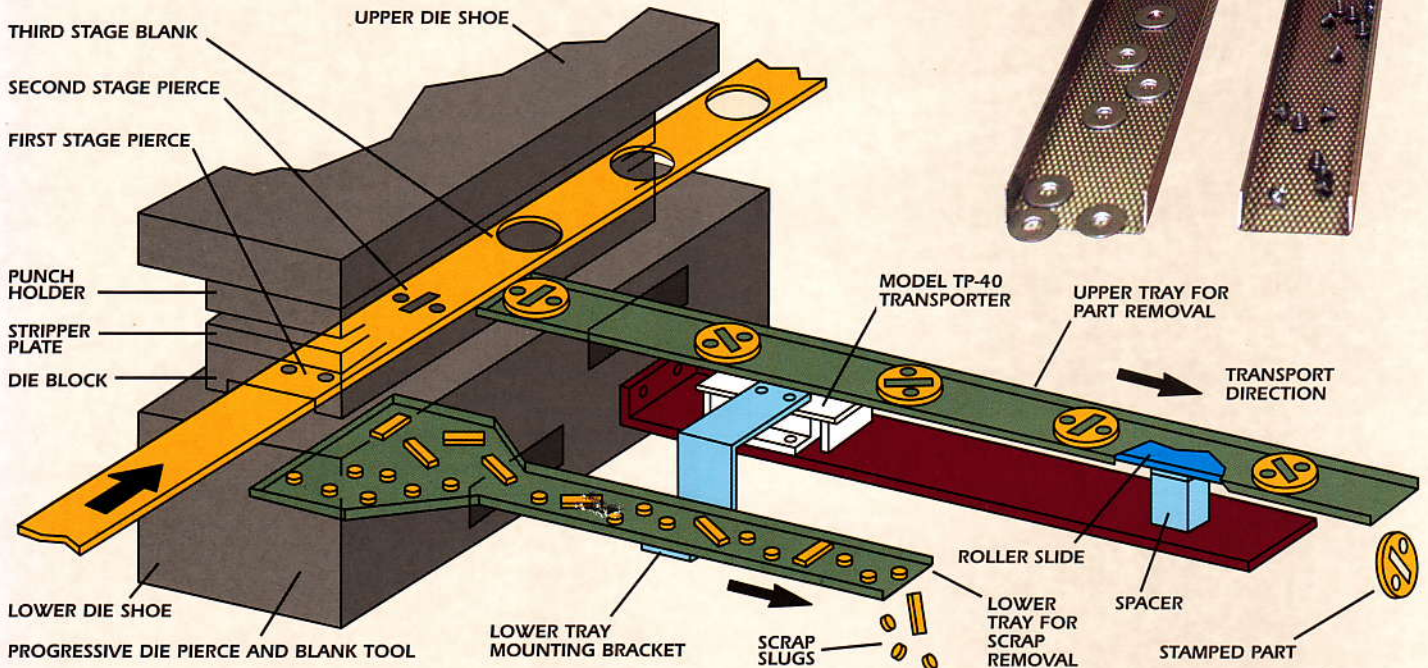 UPPER DIE SHOE
THIRD STAGE BLANK
SECOND STAGE PIERCE
FIRST STAGE PIERCE
PUNCH
HOLDER
STRIPPER
PLATE
DIE BLOCK
MODEL TP-40
TRANSPORTER
UPPER TRAY FOR
PART REMOVAL
TRANSPORT
DIRECTION
LOWER DIE SHOE
PROGRESSIVE DIE PIERCE AND BLANK TOOL
LOWER TRAY
MOUNTING BRACKET
SCRAP
SLUGS
LOWER
TRAY FOR
SCRAP
REMOVAL
ROLLER SLIDE
SPACER
STAMPED PART